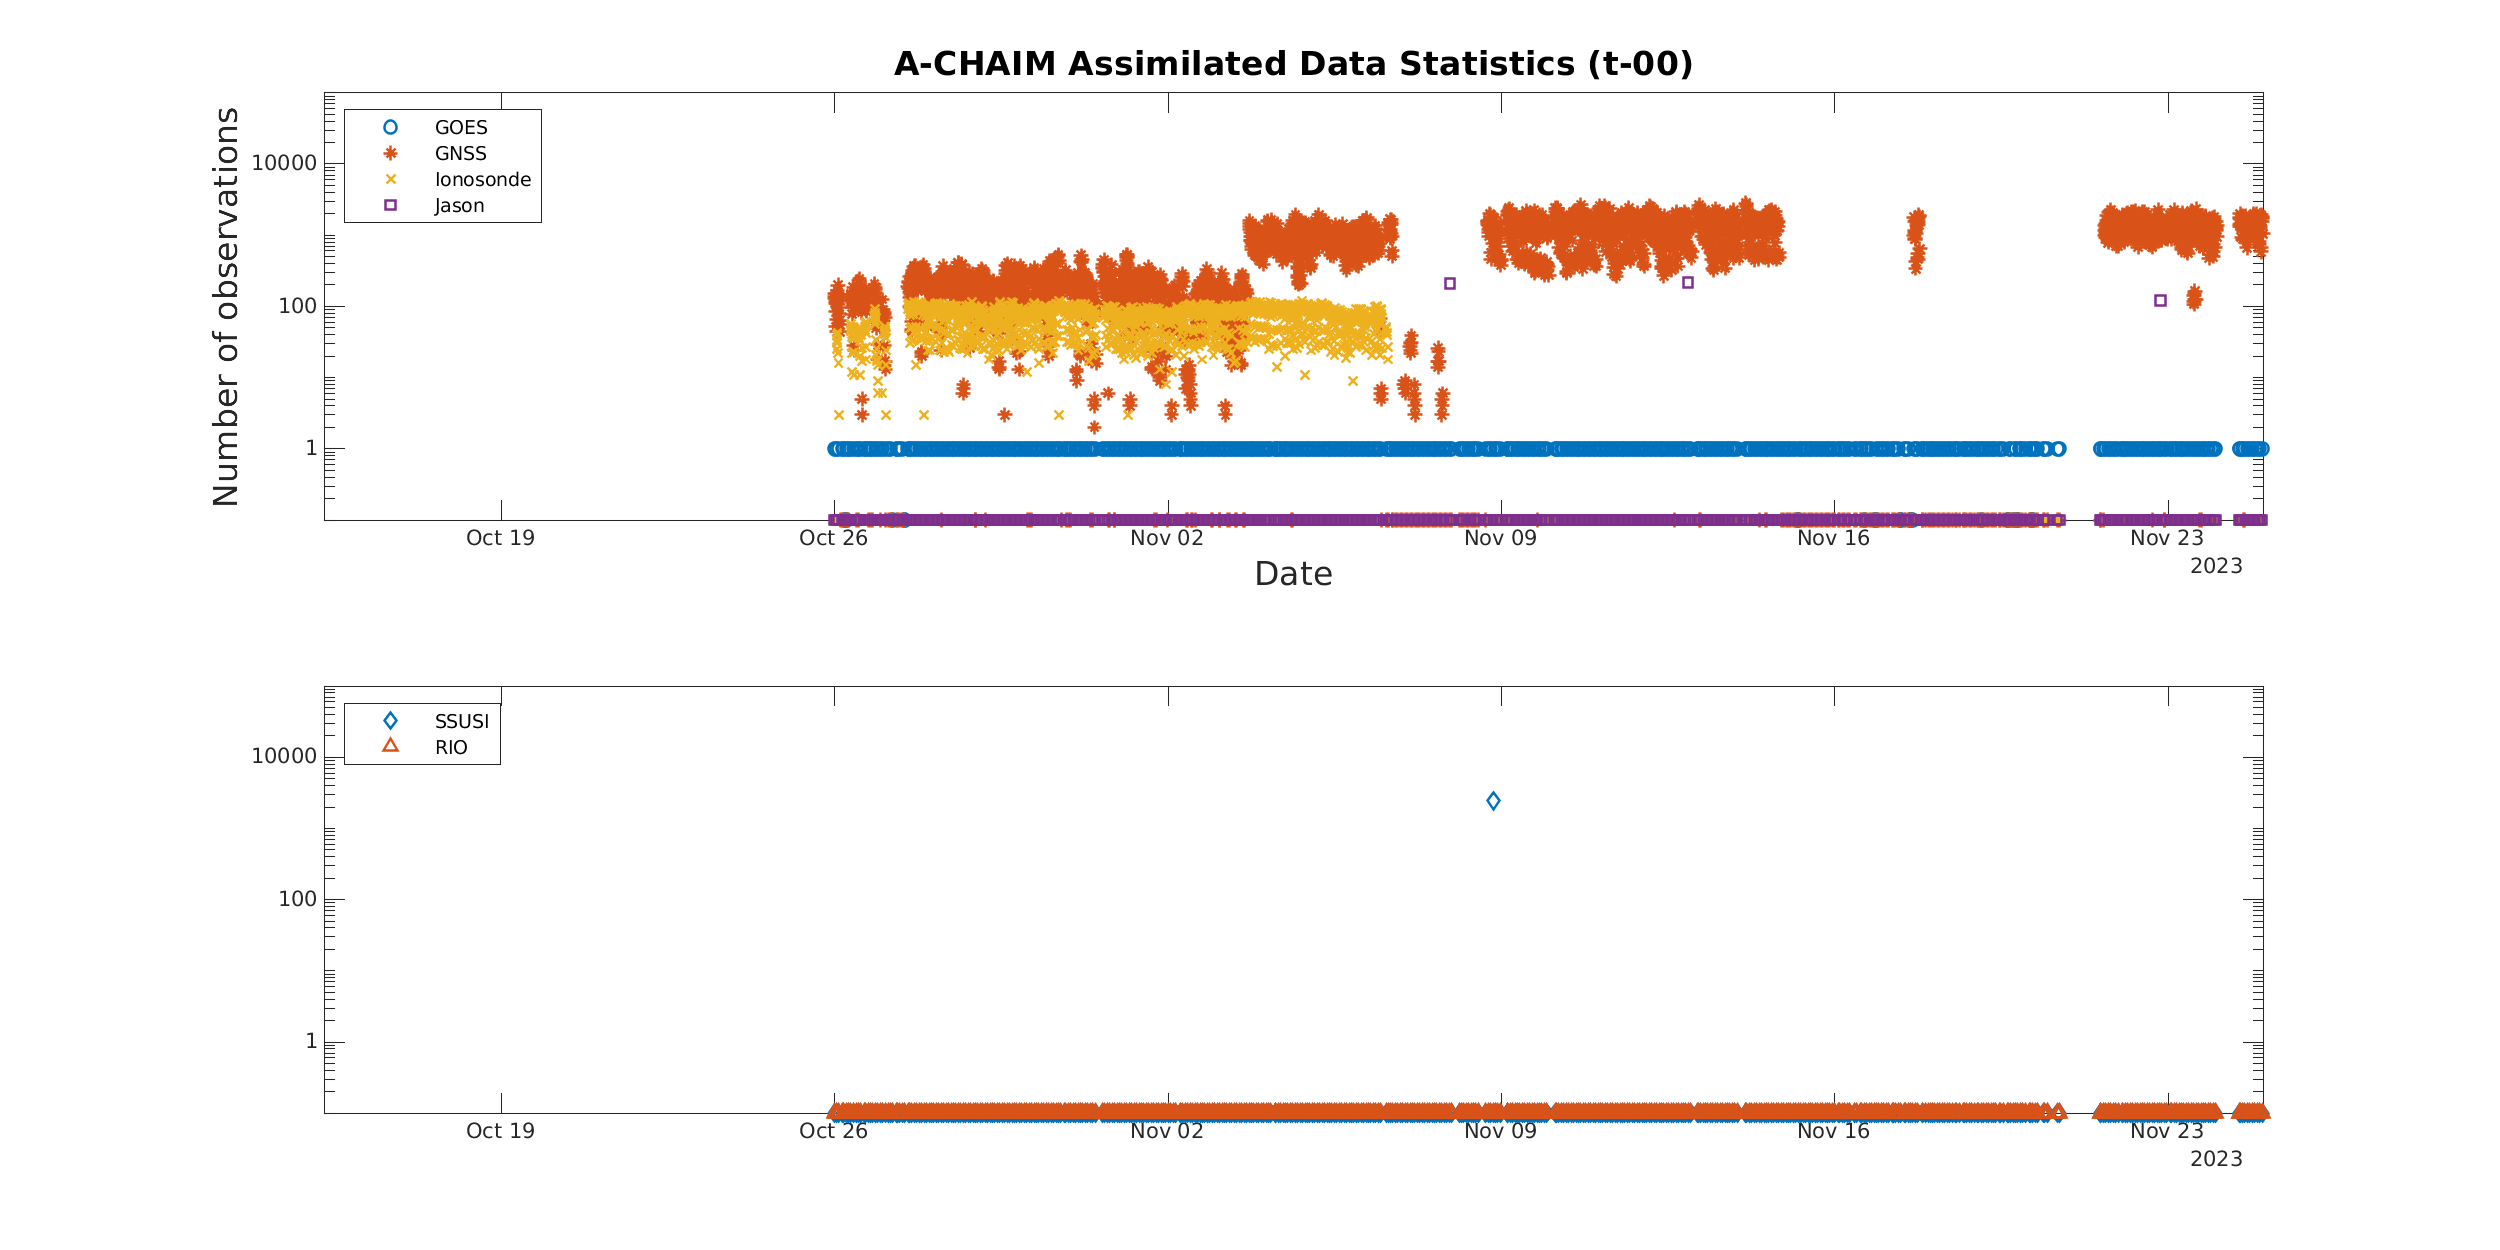 A-CHAIM Assimilated Data Statistics (t-00)
Number of observations
10000
100
1
GOES
GNSS
Ionosonde
Jason
Oct 19 Oct 26 Nov 02 Nov 09 Nov 16 Nov 23
2023
Date
10000
100
1
SSUSI
RIO
Oct 19 Oct 26 Nov 02 Nov 09 Nov 16 Nov 23
2023